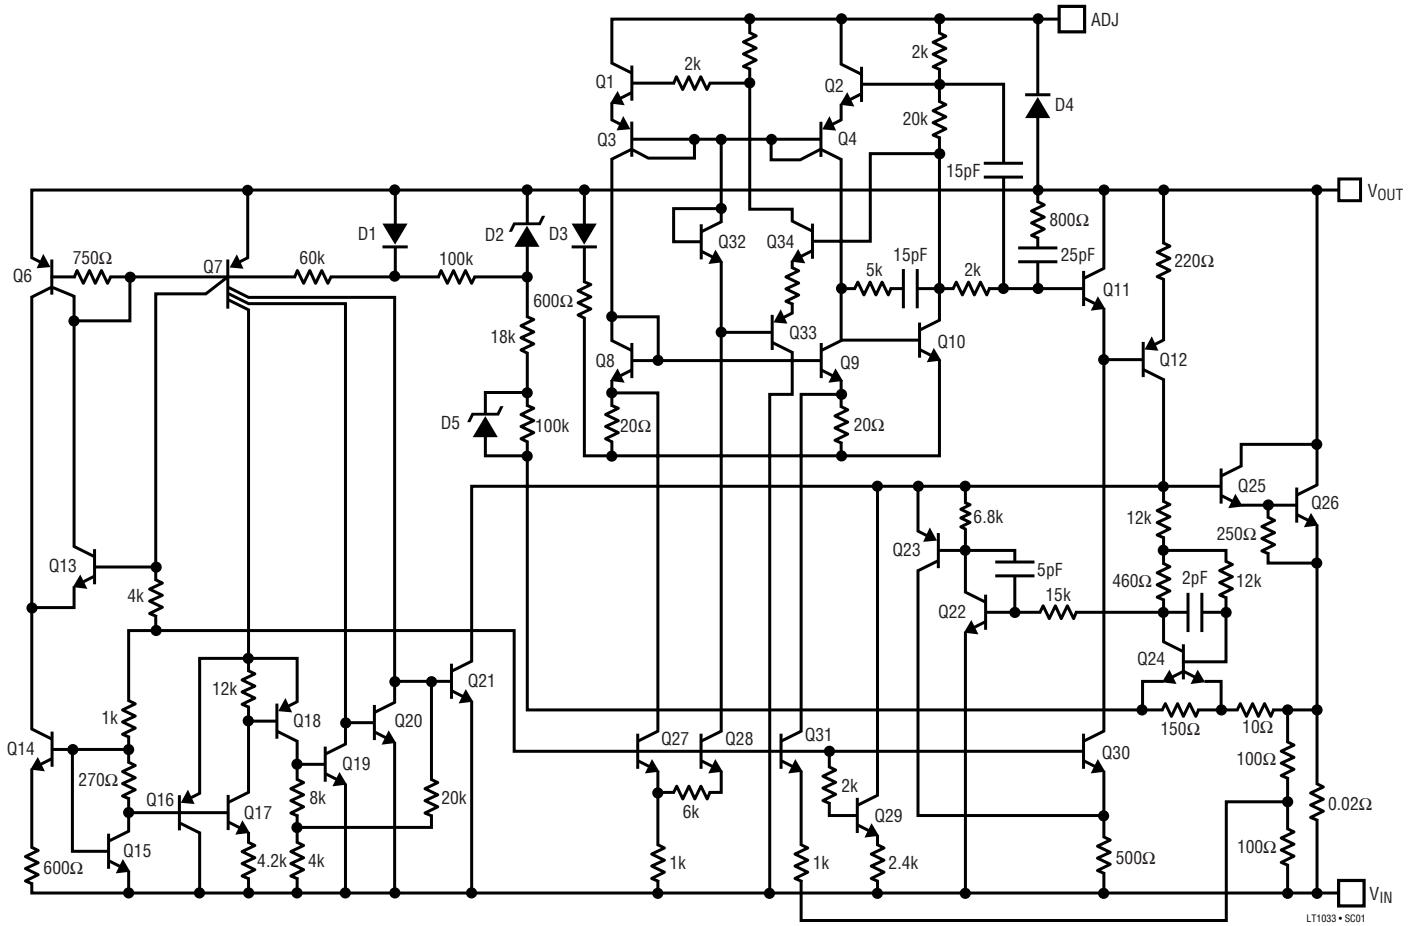 ADJ
2k
2k
Q1
Q2
D4
20k
Q3
Q4
15pF
VOUT
800Ω
D1
D2
D3
Q32
Q34
750Ω
Q7
60k
100k
15pF
25pF
220Ω
Q6
5k
2k
Q11
600Ω
18k
Q33
Q10
Q8
Q9
Q12
D5
100k
20Ω
20Ω
Q25
Q26
6.8k
12k
250Ω
Q23
Q13
5pF
460Ω
2pF
12k
4k
15k
Q22
Q24
12k
Q21
1k
Q18
Q20
150Ω
10Ω
Q14
Q27
Q28
Q31
Q30
Q19
100Ω
270Ω
2k
Q16
8k
20k
6k
0.02Ω
Q17
Q29
Q15
100Ω
600Ω
4.2k
4k
1k
1k
2.4k
500Ω
VIN
LT1033 • SC01